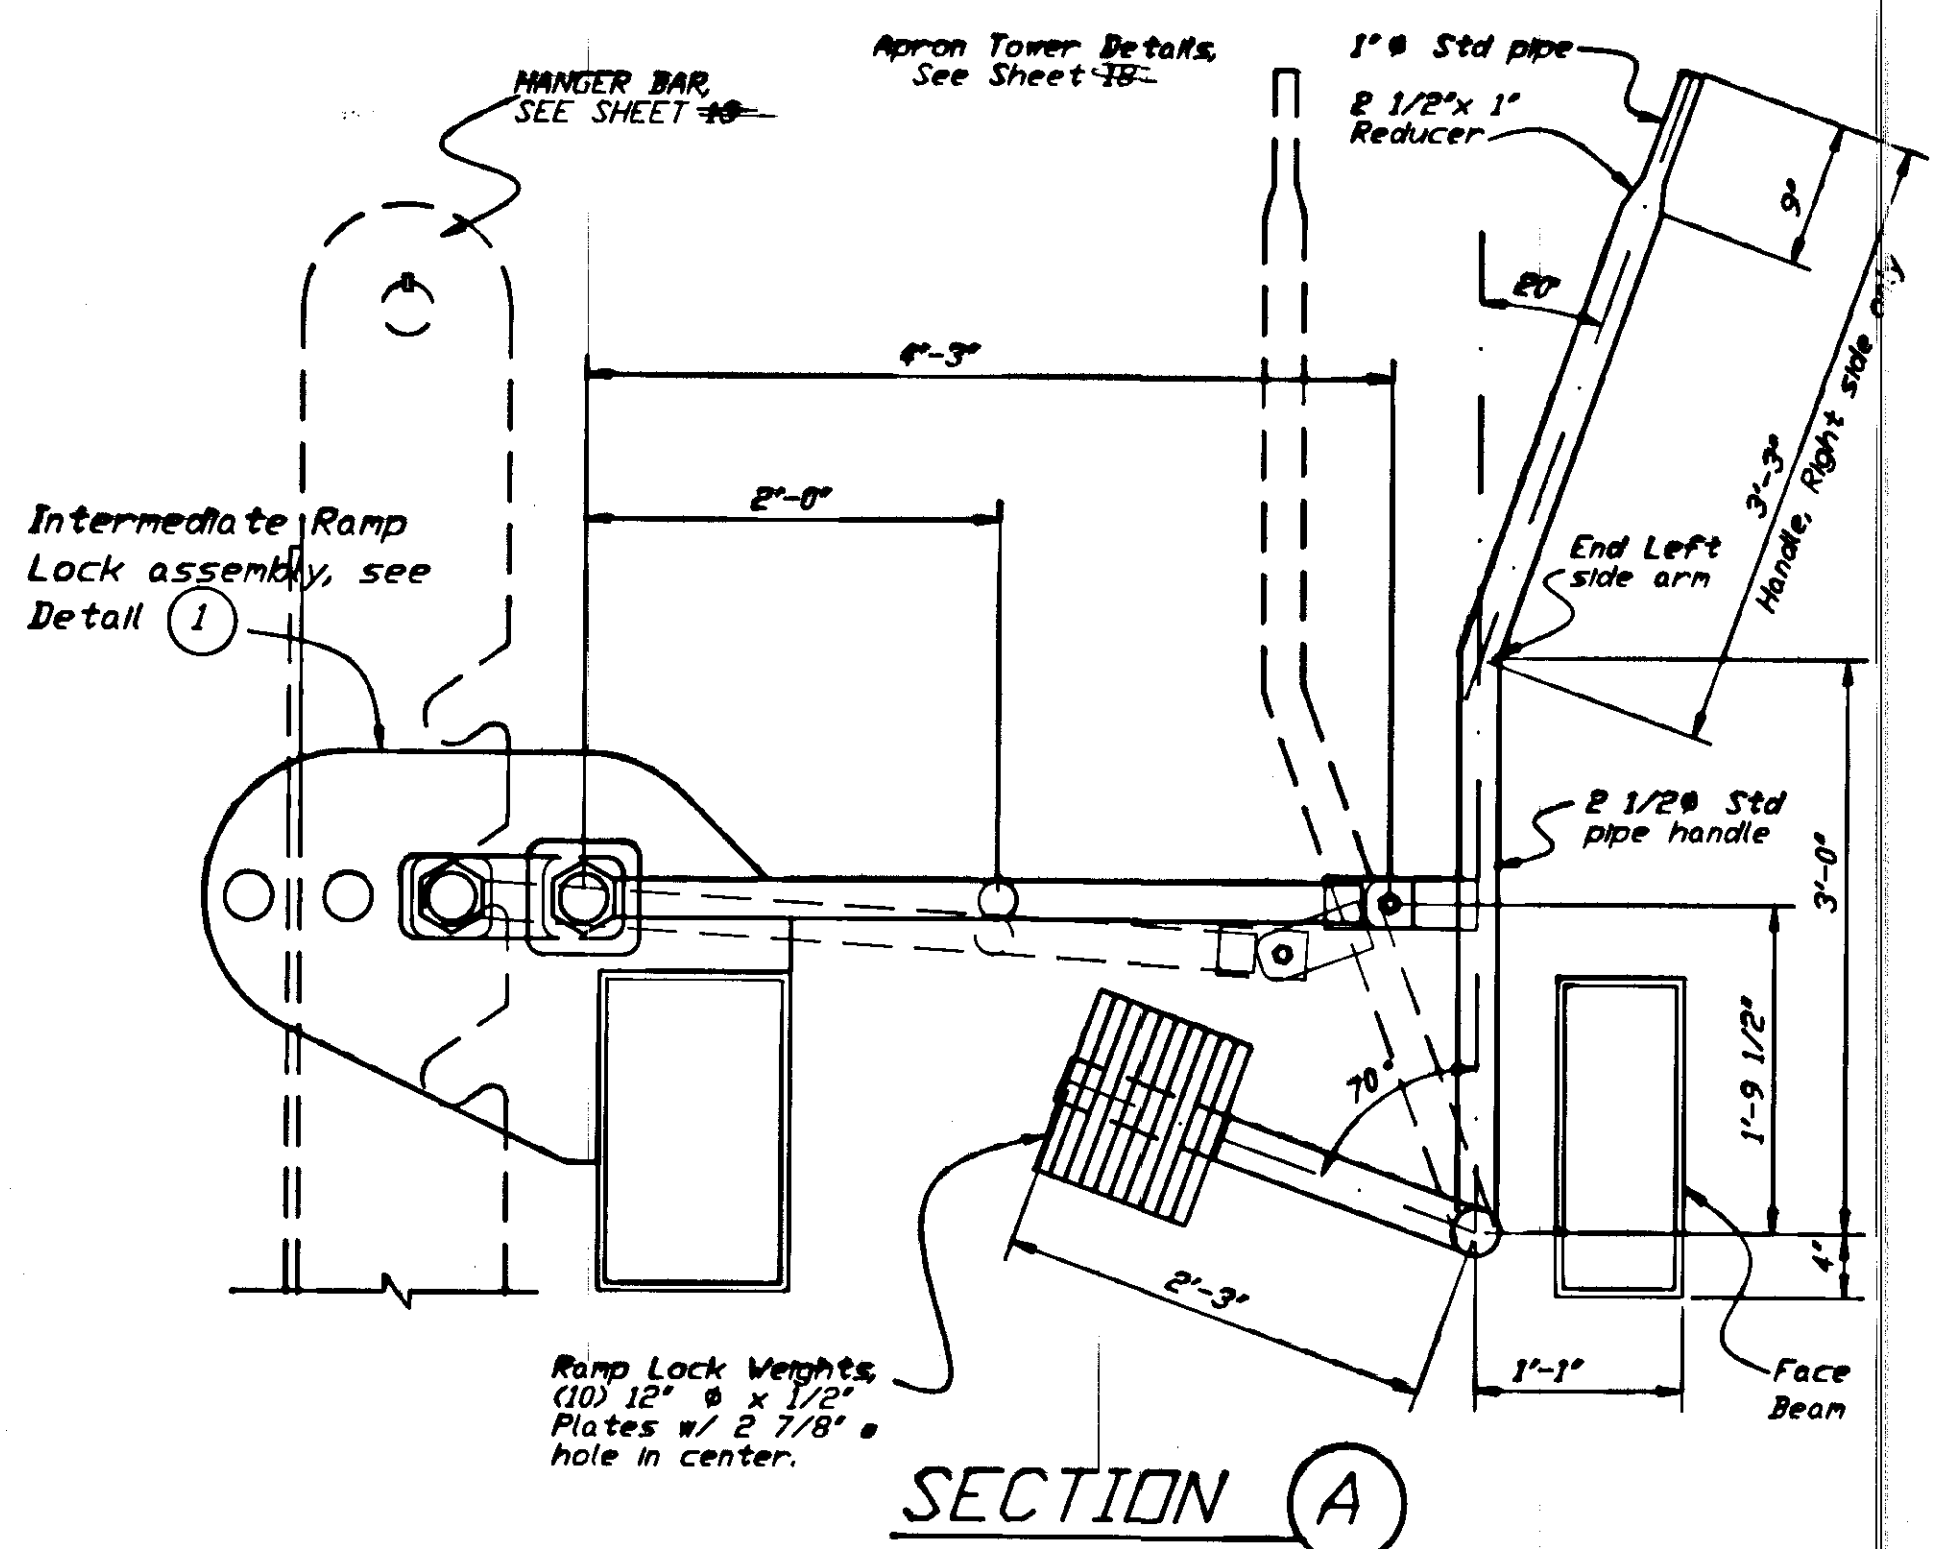 HANGER BAR,
SEE SHEET
Apron Tower Details,
See Sheet 18
1" ø Std pipe
2 1/2"x 1"
Reducer
9"
20°
4'-3"
2'-0"
3'-3"
Handle, Right side only
Intermediate Ramp
Lock assembly, see
Detail 1
End Left
side arm
2 1/2ø Std
pipe handle
3'-0"
1'-9 1/2"
70°
4"
2'-3"
1'-1"
Ramp Lock Weights,
(10) 12" ø x 1/2"
Plates w/ 2 7/8" ø
hole in center.
Face
Beam
SECTION A